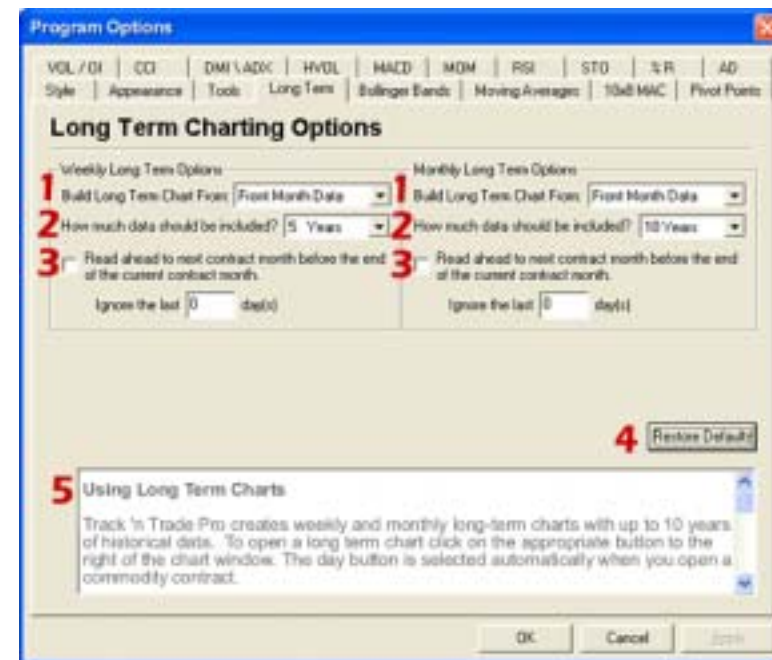 Program Options
VOL / OI | CCI | DMI \ ADX | HVOL | MACD | MOM | RSI | STO | % R | AD
Style | Appearance | Tools | Long Term | Bollinger Bands | Moving Averages | 10x8 MAC | Pivot Points
Long Term Charting Options
Weekly Long Term Options
1 Build Long Term Chart From: Front Month Data
2 How much data should be included? 5 Years
3 Read ahead to next contract month before the end
of the current contract month.
Ignore the last 0 day(s)
Monthly Long Term Options
1 Build Long Term Chart From: Front Month Data
2 How much data should be included? 10 Years
3 Read ahead to next contract month before the end
of the current contract month.
Ignore the last 0 day(s)
4 Restore Defaults
5 Using Long Term Charts
Track 'n Trade Pro creates weekly and monthly long-term charts with up to 10 years
of historical data. To open a long term chart click on the appropriate button to the
right of the chart window. The day button is selected automatically when you open a
commodity contract.
OK Cancel Apply